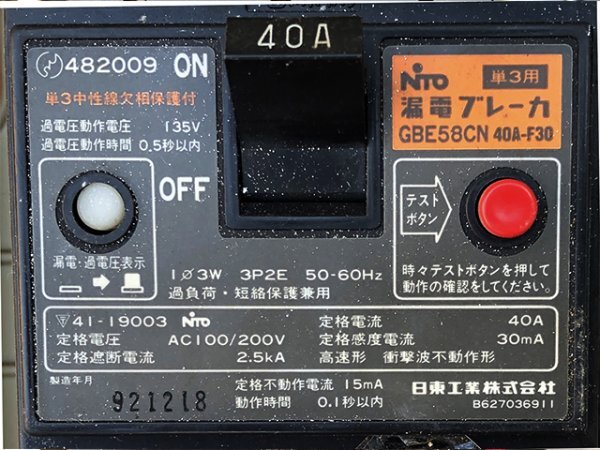 40A
482009 ON
単3中性線欠相保護付
過電圧動作電圧 135V
過電圧動作時間 0.5秒以内
OFF
漏電・過電圧表示
NITO 単3用
漏電ブレーカ
GBE58CN 40A-F30
テスト
ボタン
時々テストボタンを押して
動作の確認をしてください。
1ø3W 3P2E 50-60Hz
過負荷・短絡保護兼用
41-19003 NITO
定格電圧 AC100/200V
定格遮断電流 2.5kA
定格電流 40A
定格感度電流 30mA
高速形 衝撃波不動作形
製造年月
921218
定格不動作電流 15mA
動作時間 0.1秒以内
日東工業株式会社
B627036911